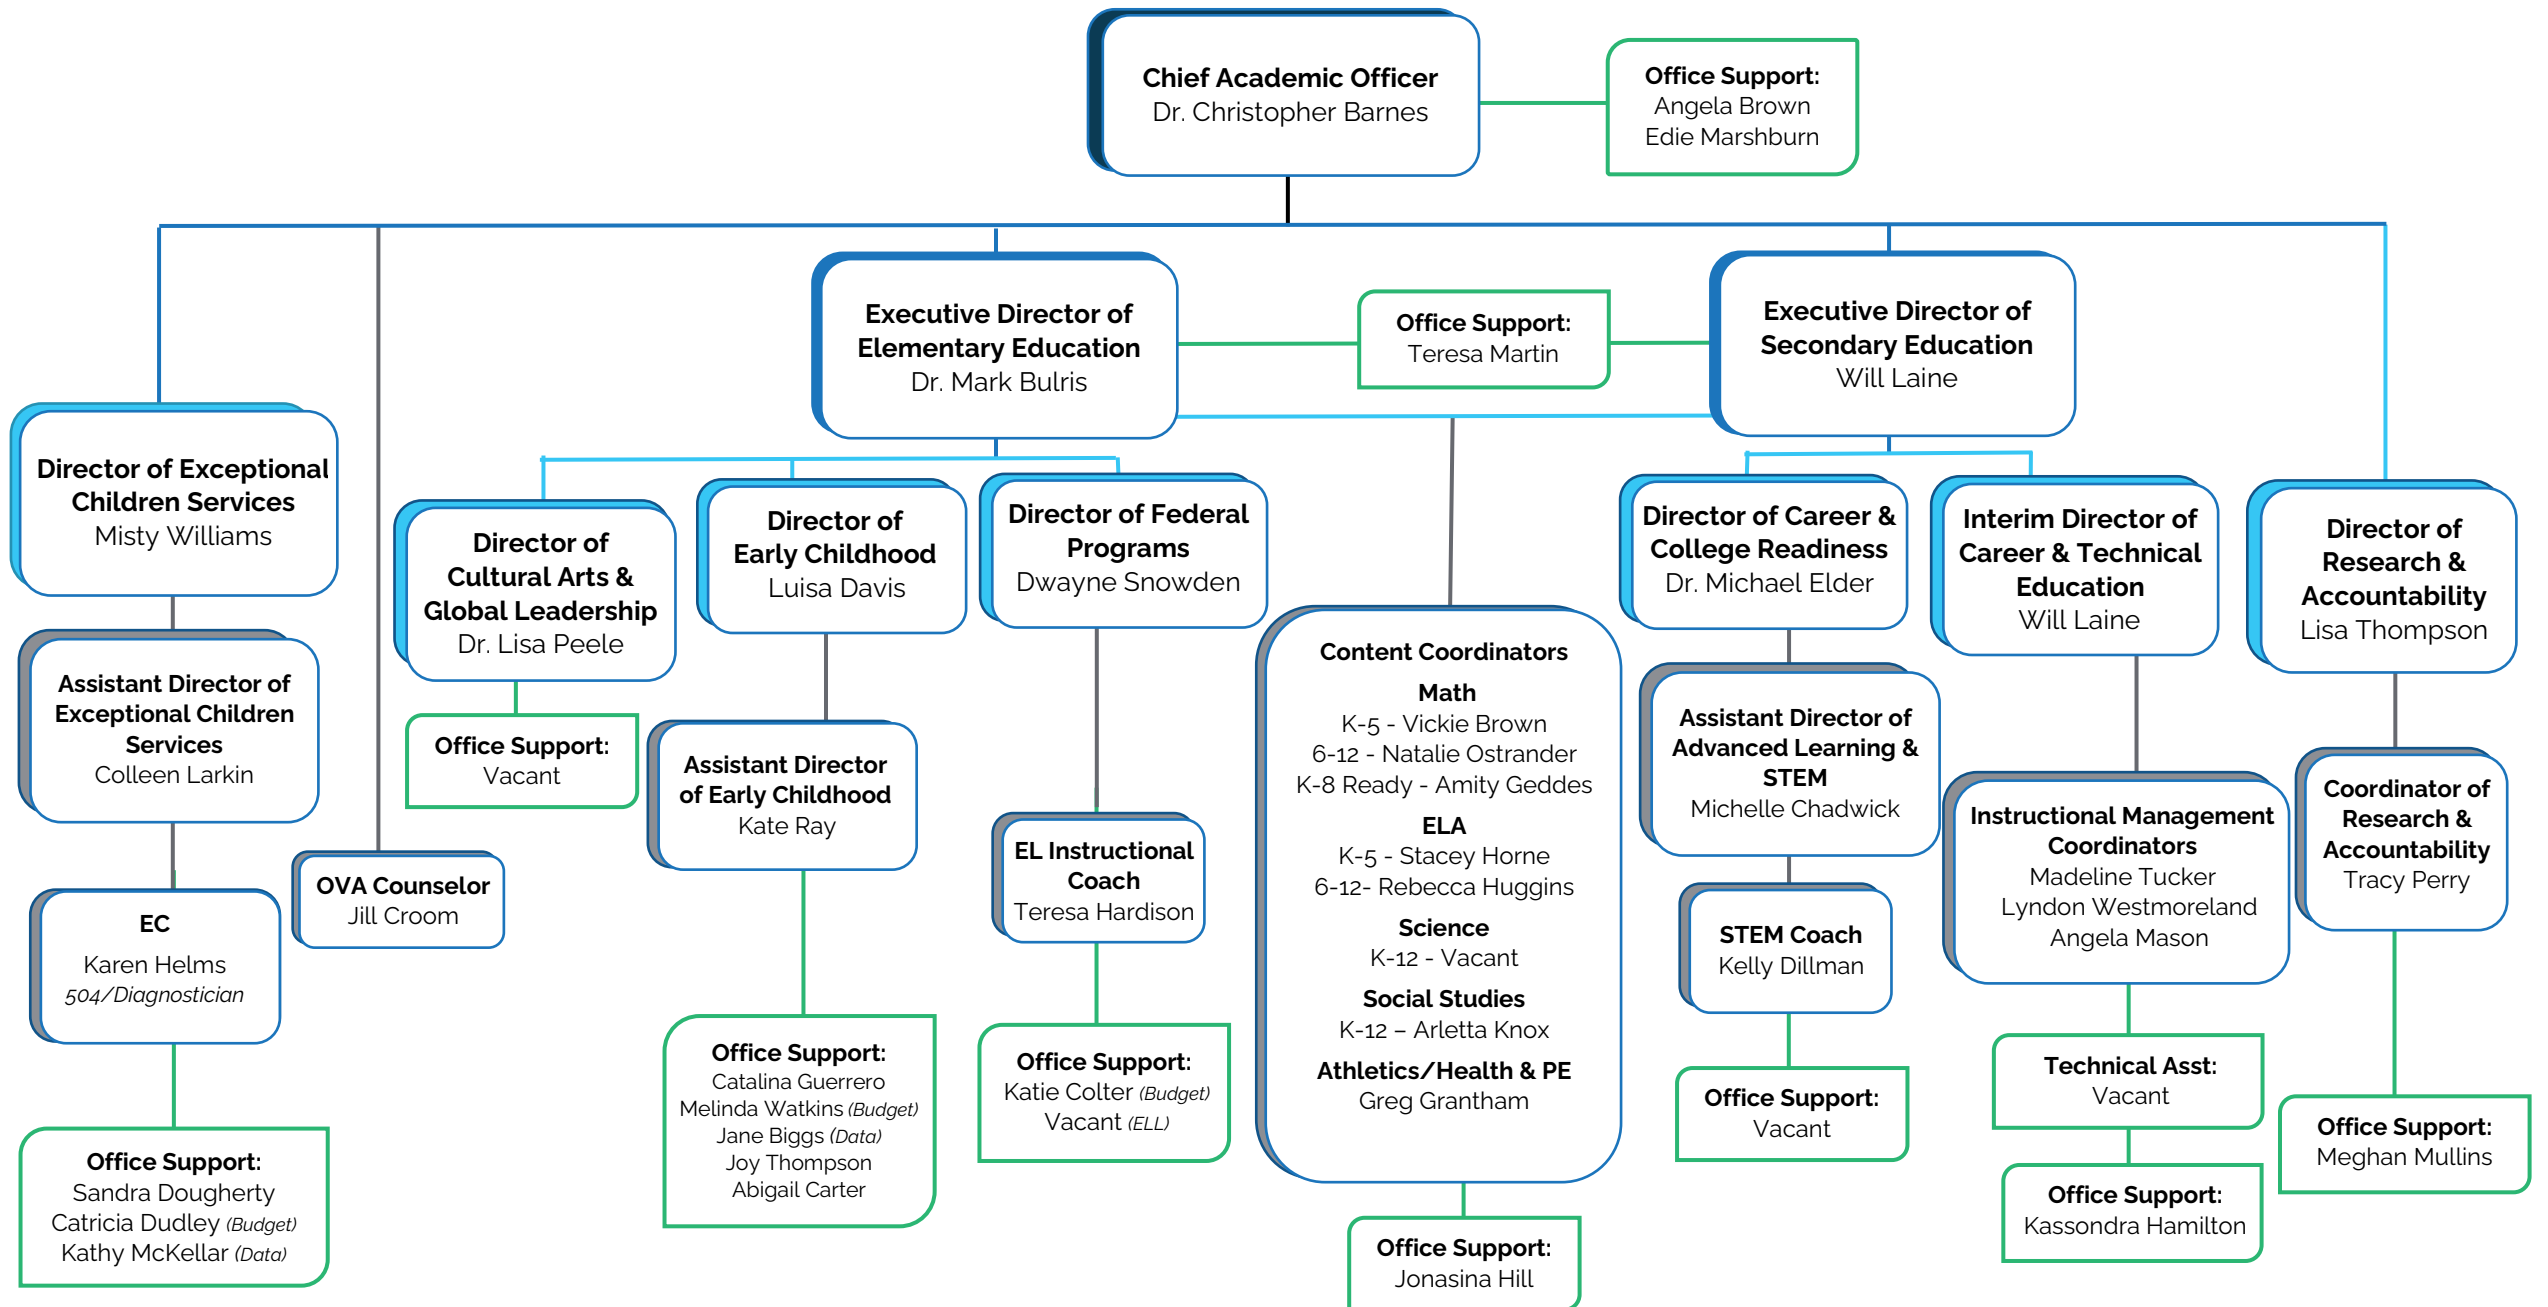 Chief Academic Officer
Dr. Christopher Barnes
Office Support:
Angela Brown
Edie Marshburn
Executive Director of
Elementary Education
Dr. Mark Bulris
Office Support:
Teresa Martin
Executive Director of
Secondary Education
Will Laine
Director of Exceptional
Children Services
Misty Williams
Assistant Director of
Exceptional Children
Services
Colleen Larkin
EC
Karen Helms
504/Diagnostician
Office Support:
Sandra Dougherty
Catricia Dudley (Budget)
Kathy McKellar (Data)
OVA Counselor
Jill Croom
Director of
Cultural Arts &
Global Leadership
Dr. Lisa Peele
Office Support:
Vacant
Director of
Early Childhood
Luisa Davis
Assistant Director
of Early Childhood
Kate Ray
Office Support:
Catalina Guerrero
Melinda Watkins (Budget)
Jane Biggs (Data)
Joy Thompson
Abigail Carter
Director of Federal
Programs
Dwayne Snowden
EL Instructional
Coach
Teresa Hardison
Office Support:
Katie Colter (Budget)
Vacant (ELL)
Content Coordinators
Math
K-5 - Vickie Brown
6-12 - Natalie Ostrander
K-8 Ready - Amity Geddes
ELA
K-5 - Stacey Horne
6-12- Rebecca Huggins
Science
K-12 - Vacant
Social Studies
K-12 – Arletta Knox
Athletics/Health & PE
Greg Grantham
Office Support:
Jonasina Hill
Director of Career &
College Readiness
Dr. Michael Elder
Assistant Director of
Advanced Learning &
STEM
Michelle Chadwick
STEM Coach
Kelly Dillman
Office Support:
Vacant
Interim Director of
Career & Technical
Education
Will Laine
Instructional Management
Coordinators
Madeline Tucker
Lyndon Westmoreland
Angela Mason
Technical Asst:
Vacant
Office Support:
Kassondra Hamilton
Director of
Research &
Accountability
Lisa Thompson
Coordinator of
Research &
Accountability
Tracy Perry
Office Support:
Meghan Mullins